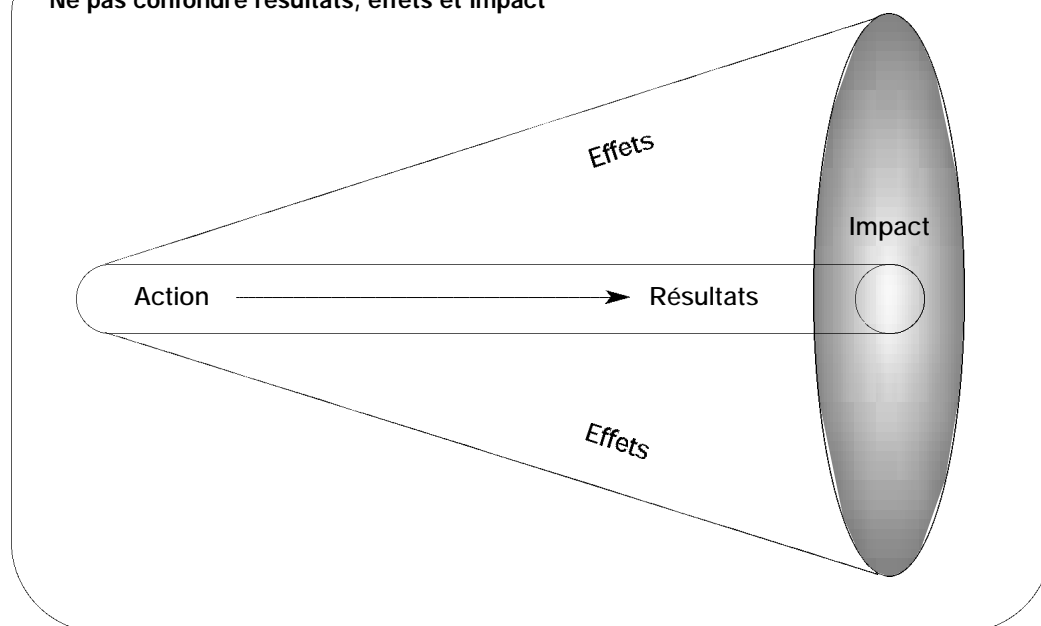 Ne pas confondre résultats, effets et impact
Effets
Impact
Action
Résultats
Effets